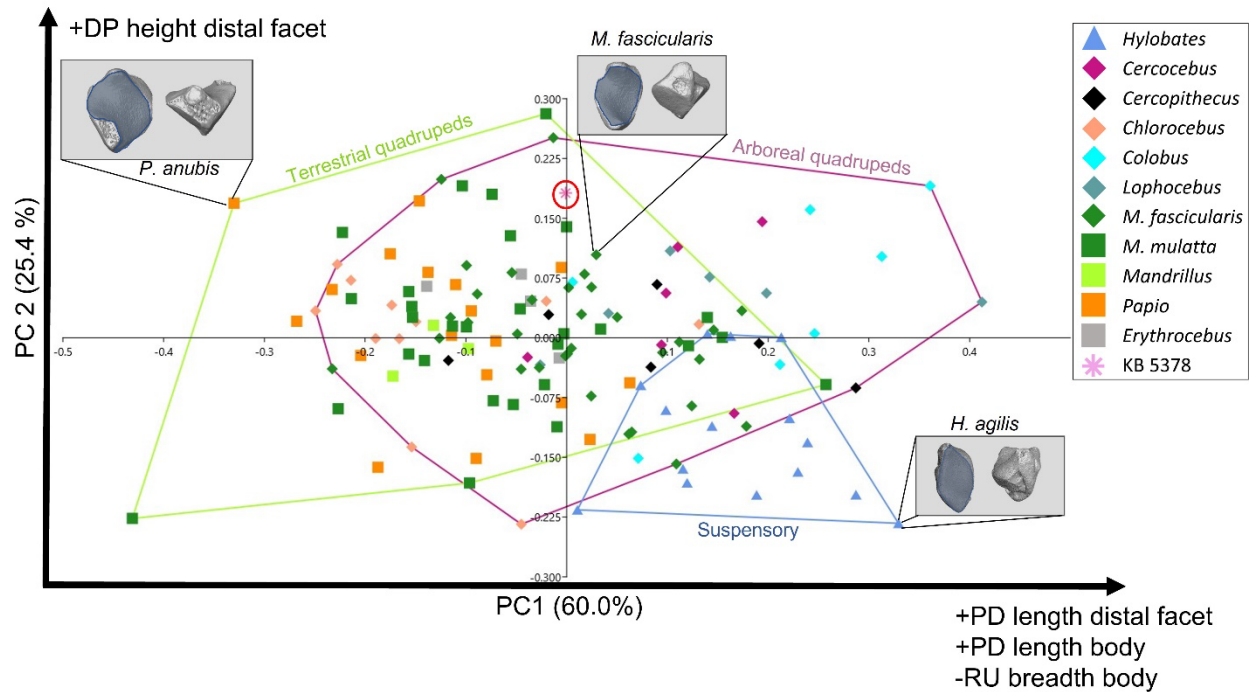 +DP height distal facet
M. fascicularis
P. anubis
Terrestrial quadrupeds
Arboreal quadrupeds
Hylobates
Cercocebus
Cercopithecus
Chlorocebus
Colobus
Lophocebus
M. fascicularis
M. mulatta
Mandrillus
Papio
Erythrocebus
KB 5378
PC 2 (25.4 %)
0.300
0.225
0.150
0.075
0.000
-0.075
-0.150
-0.225
-0.300
-0.5
-0.4
-0.3
-0.2
-0.1
0.1
0.2
0.3
0.4
H. agilis
Suspensory
PC1 (60.0%)
+PD length distal facet
+PD length body
-RU breadth body